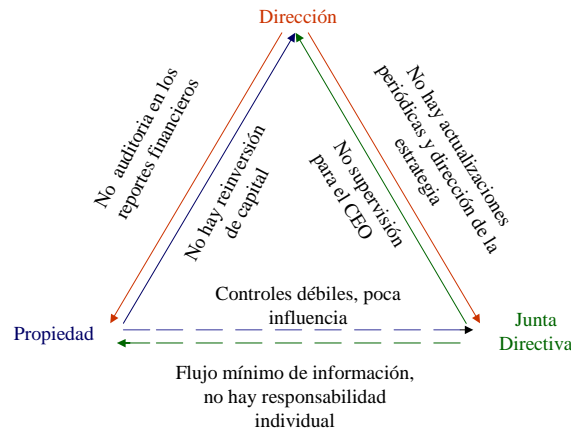 Dirección
No auditoria en los
reportes financieros
No hay reinversión
de capital
No supervisión
para el CEO
No hay actualizaciones
periódicas y dirección de la
estrategia
Controles débiles, poca
influencia
Propiedad
Junta
Directiva
Flujo mínimo de información,
no hay responsabilidad
individual